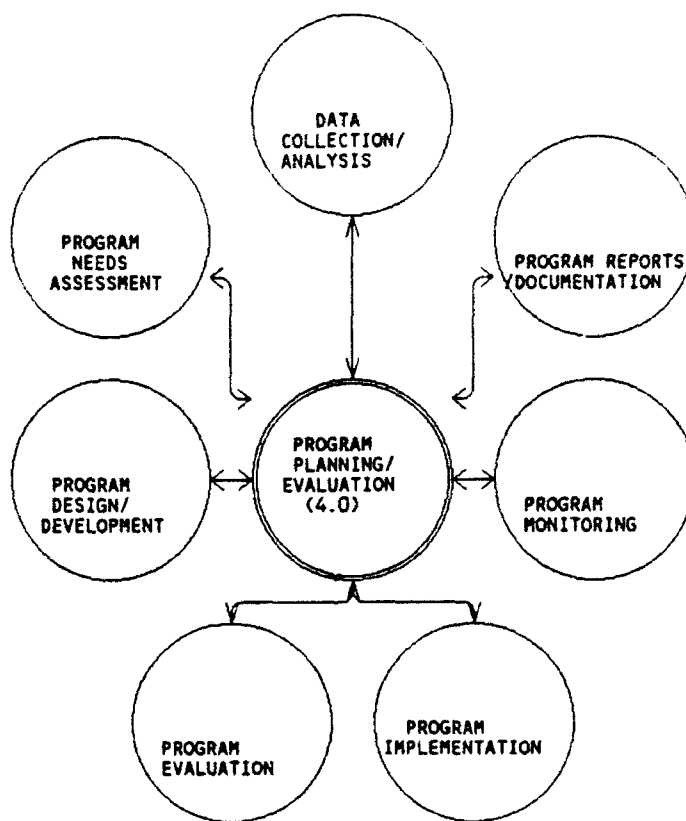 DATA
COLLECTION/
ANALYSIS
PROGRAM
NEEDS
ASSESSMENT
PROGRAM REPORTS
/DOCUMENTATION
PROGRAM
PLANNING/
EVALUATION
(4.0)
PROGRAM
DESIGN/
DEVELOPMENT
PROGRAM
MONITORING
PROGRAM
EVALUATION
PROGRAM
IMPLEMENTATION